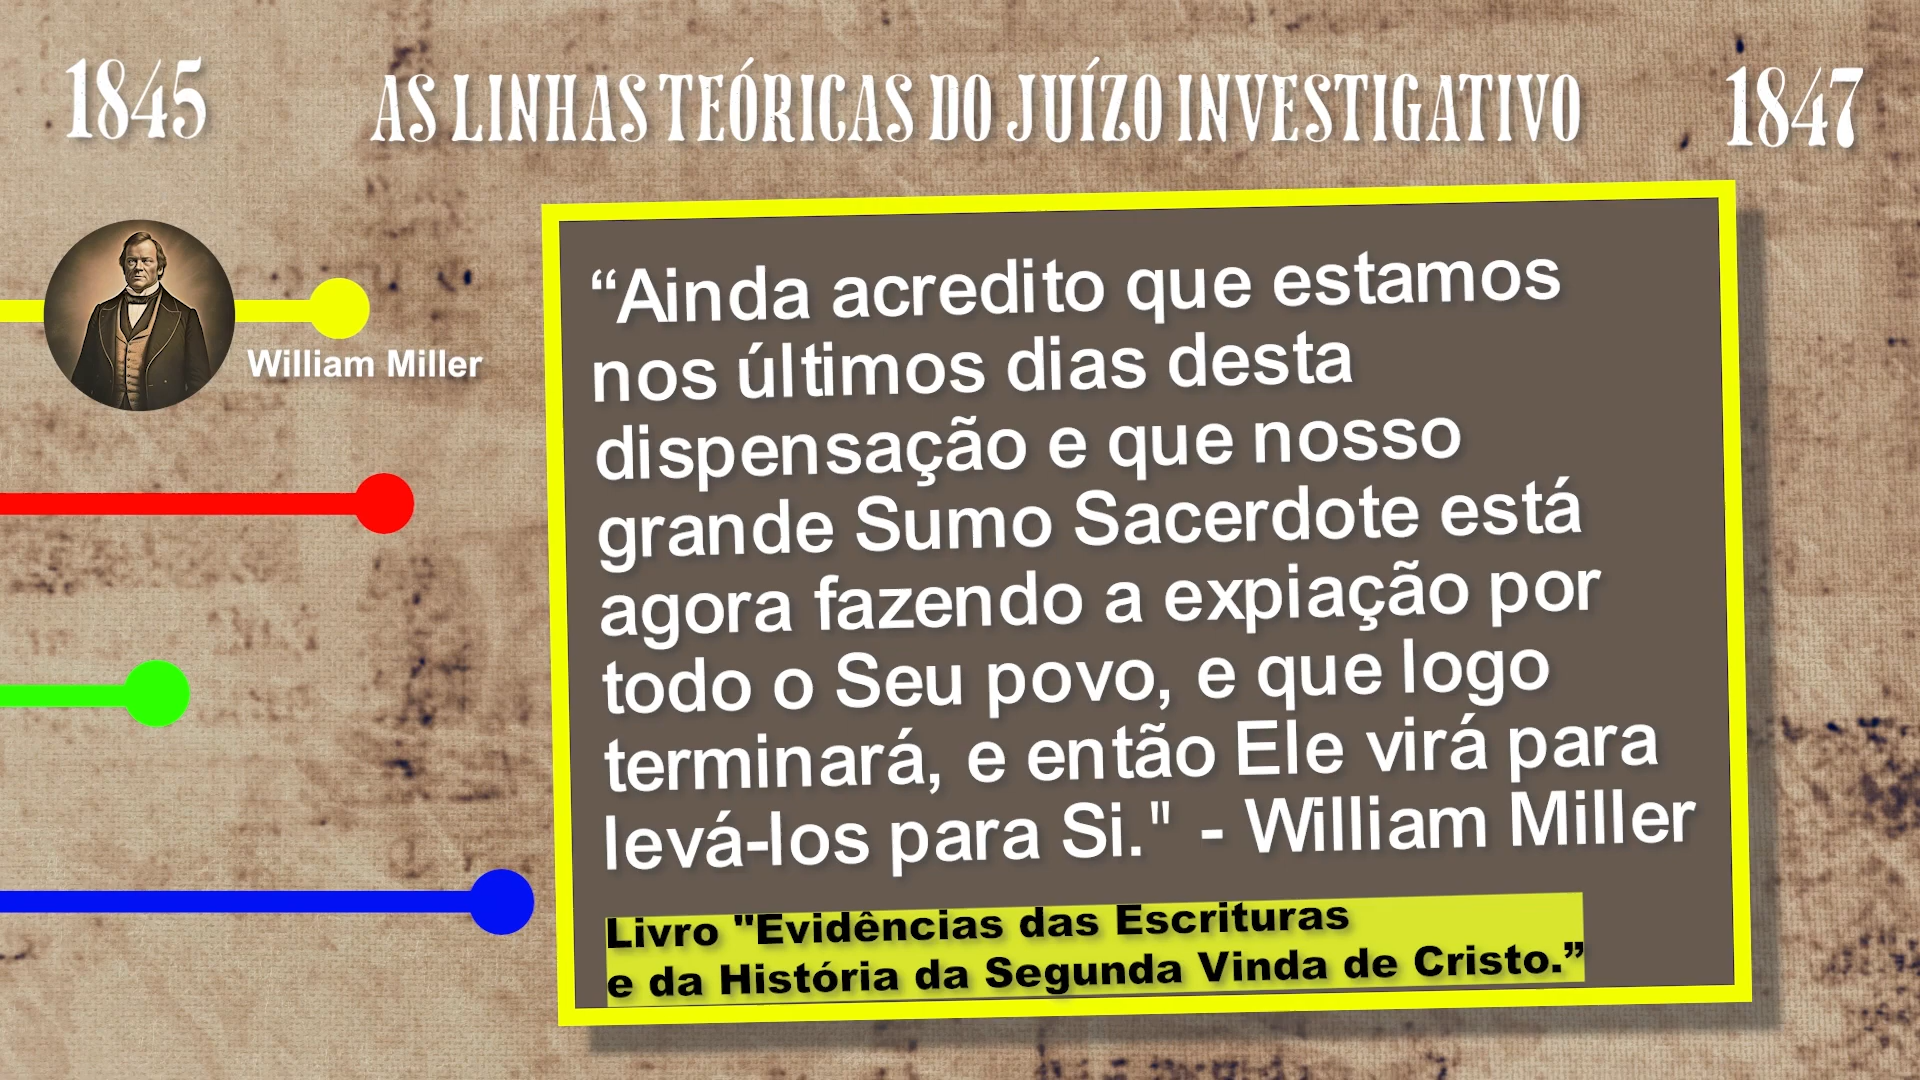 1845
AS LINHAS TEÓRICAS DO JUÍZO INVESTIGATIVO
1847
William Miller
“Ainda acredito que estamos
nos últimos dias desta
dispensação e que nosso
grande Sumo Sacerdote está
agora fazendo a expiação por
todo o Seu povo, e que logo
terminará, e então Ele virá para
levá-los para Si." - William Miller
Livro "Evidências das Escrituras
e da História da Segunda Vinda de Cristo.”